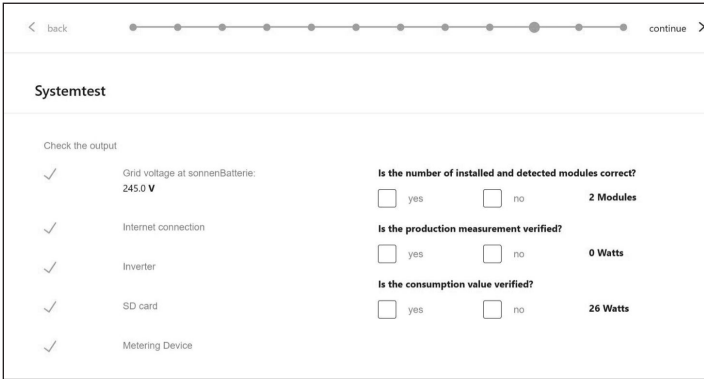 back
continue
Systemtest
Check the output
Grid voltage at sonnenBatterie:
245.0 V
Internet connection
Inverter
SD card
Metering Device
Is the number of installed and detected modules correct?
yes no 2 Modules
Is the production measurement verified?
yes no 0 Watts
Is the consumption value verified?
yes no 26 Watts